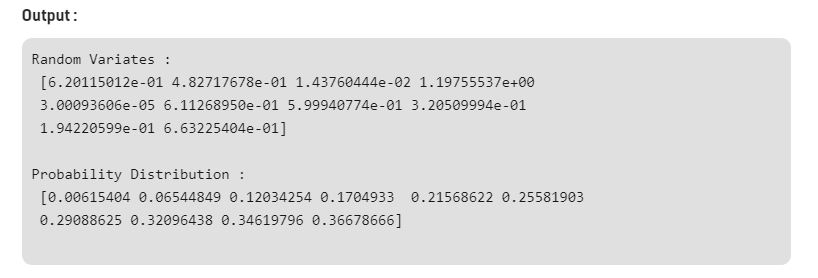 Output :
Random Variates :
[6.20115012e-01 4.82717678e-01 1.43760444e-02 1.19755537e+00
3.00093606e-05 6.11268950e-01 5.99940774e-01 3.20509994e-01
1.94220599e-01 6.63225404e-01]
Probability Distribution :
[0.00615404 0.06544849 0.12034254 0.1704933  0.21568622 0.25581903
0.29088625 0.32096438 0.34619796 0.36678666]